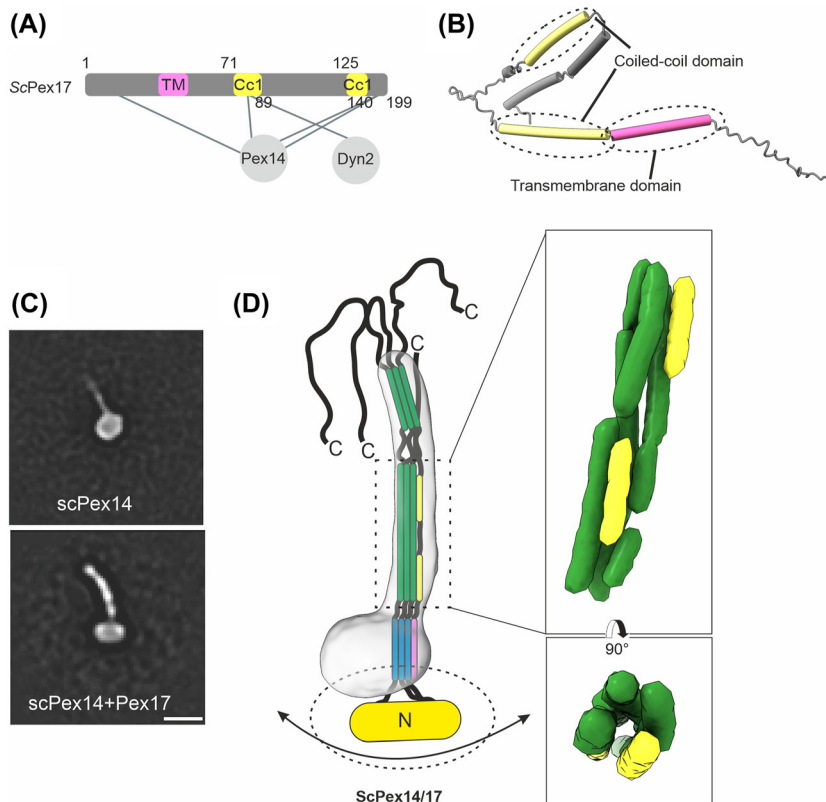 (A)
1
71
125
ScPex17
TM
Cc1
Cc1
89
140
199
Pex14
Dyn2
(B)
Coiled-coil domain
Transmembrane domain
(C)
scPex14
scPex14+Pex17
(D)
C
C
C
C
N
ScPex14/17
90°